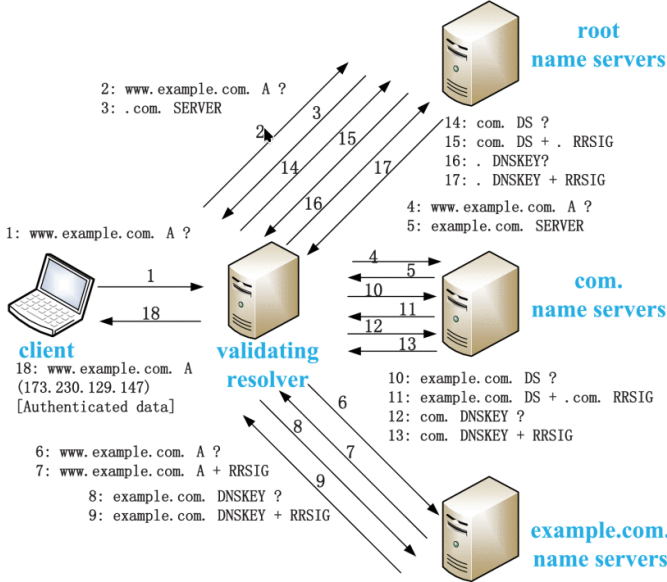 root
name servers
2: www.example.com. A ?
3: .com. SERVER
2
3
15
14
17
16
14: com. DS ?
15: com. DS + . RRSIG
16: . DNSKEY?
17: . DNSKEY + RRSIG
4: www.example.com. A ?
5: example.com. SERVER
1: www.example.com. A ?
1
18
4
5
10
11
12
13
com.
name servers
client
validating
resolver
18: www.example.com. A
(173.230.129.147)
[Authenticated data]
10: example.com. DS ?
11: example.com. DS + .com. RRSIG
12: com. DNSKEY ?
13: com. DNSKEY + RRSIG
6
8
7
9
6: www.example.com. A ?
7: www.example.com. A + RRSIG
8: example.com. DNSKEY ?
9: example.com. DNSKEY + RRSIG
example.com.
name servers